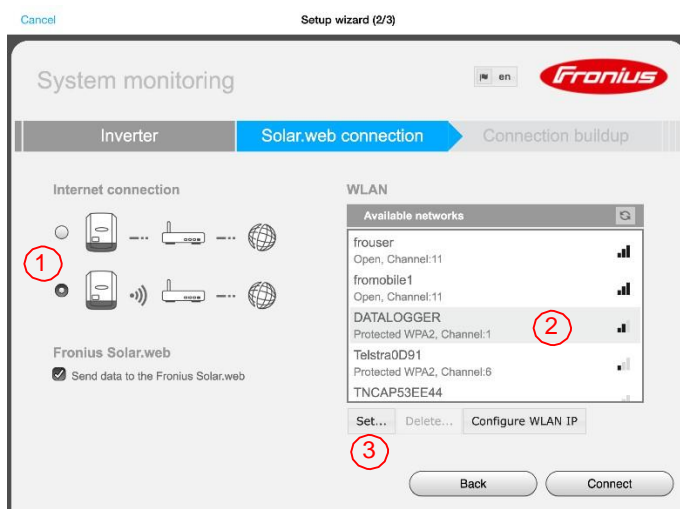 Cancel
Setup wizard (2/3)
System monitoring
en
Fronius
Inverter
Solar.web connection
Connection buildup
Internet connection
1
Fronius Solar.web
Send data to the Fronius Solar.web
WLAN
Available networks
frouser
Open, Channel:11
fromobile1
Open, Channel:11
DATALOGGER
Protected WPA2, Channel:1
2
Telstra0D91
Protected WPA2, Channel:6
TNCAP53EE44
Set...
Delete...
Configure WLAN IP
3
Back
Connect